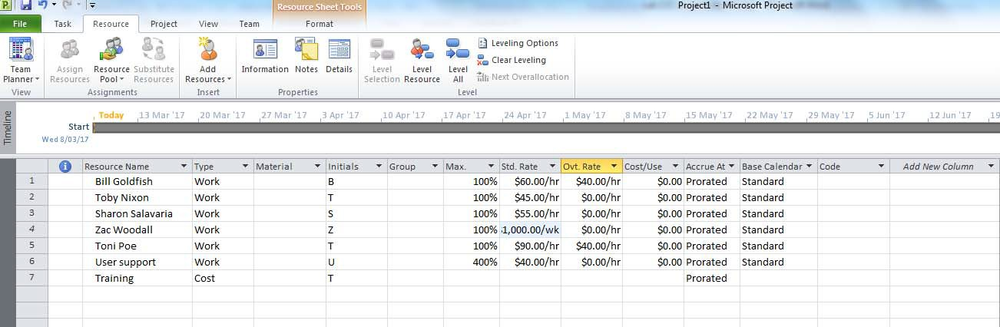 Resource Sheet Tools Project1 - Microsoft Project
File Task Resource Project View Team Format
Team Planner Assign Resources Resource Pool Substitute Resources Add Resources Information Notes Details Level Selection Level Resource Level All Leveling Options
Clear Leveling
Next Overallocation
View Assignments Insert Properties Level
Timeline
Today 13 Mar '17 20 Mar '17 27 Mar '17 3 Apr '17 10 Apr '17 17 Apr '17 24 Apr '17 1 May '17 8 May '17 15 May '17 22 May '17 29 May '17 5 Jun '17 12 Jun '17 19
Start
Wed 8/03/17
Resource Name Type Material Initials Group Max. Std. Rate Ovt. Rate Cost/Use Accrue At Base Calendar Code Add New Column
1 Bill Goldfish Work B 100% $60.00/hr $40.00/hr $0.00 Prorated Standard
2 Toby Nixon Work T 100% $45.00/hr $0.00/hr $0.00 Prorated Standard
3 Sharon Salavaria Work S 100% $55.00/hr $0.00/hr $0.00 Prorated Standard
4 Zac Woodall Work Z 100% 1,000.00/wk $0.00/hr $0.00 Prorated Standard
5 Toni Poe Work T 100% $90.00/hr $40.00/hr $0.00 Prorated Standard
6 User support Work U 400% $40.00/hr $0.00/hr $0.00 Prorated Standard
7 Training Cost T Prorated